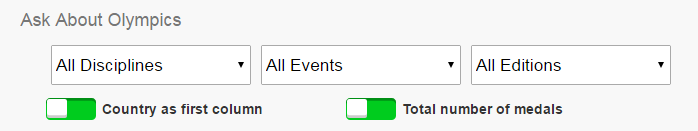 Ask About Olympics
All Disciplines All Events All Editions
Country as first column Total number of medals